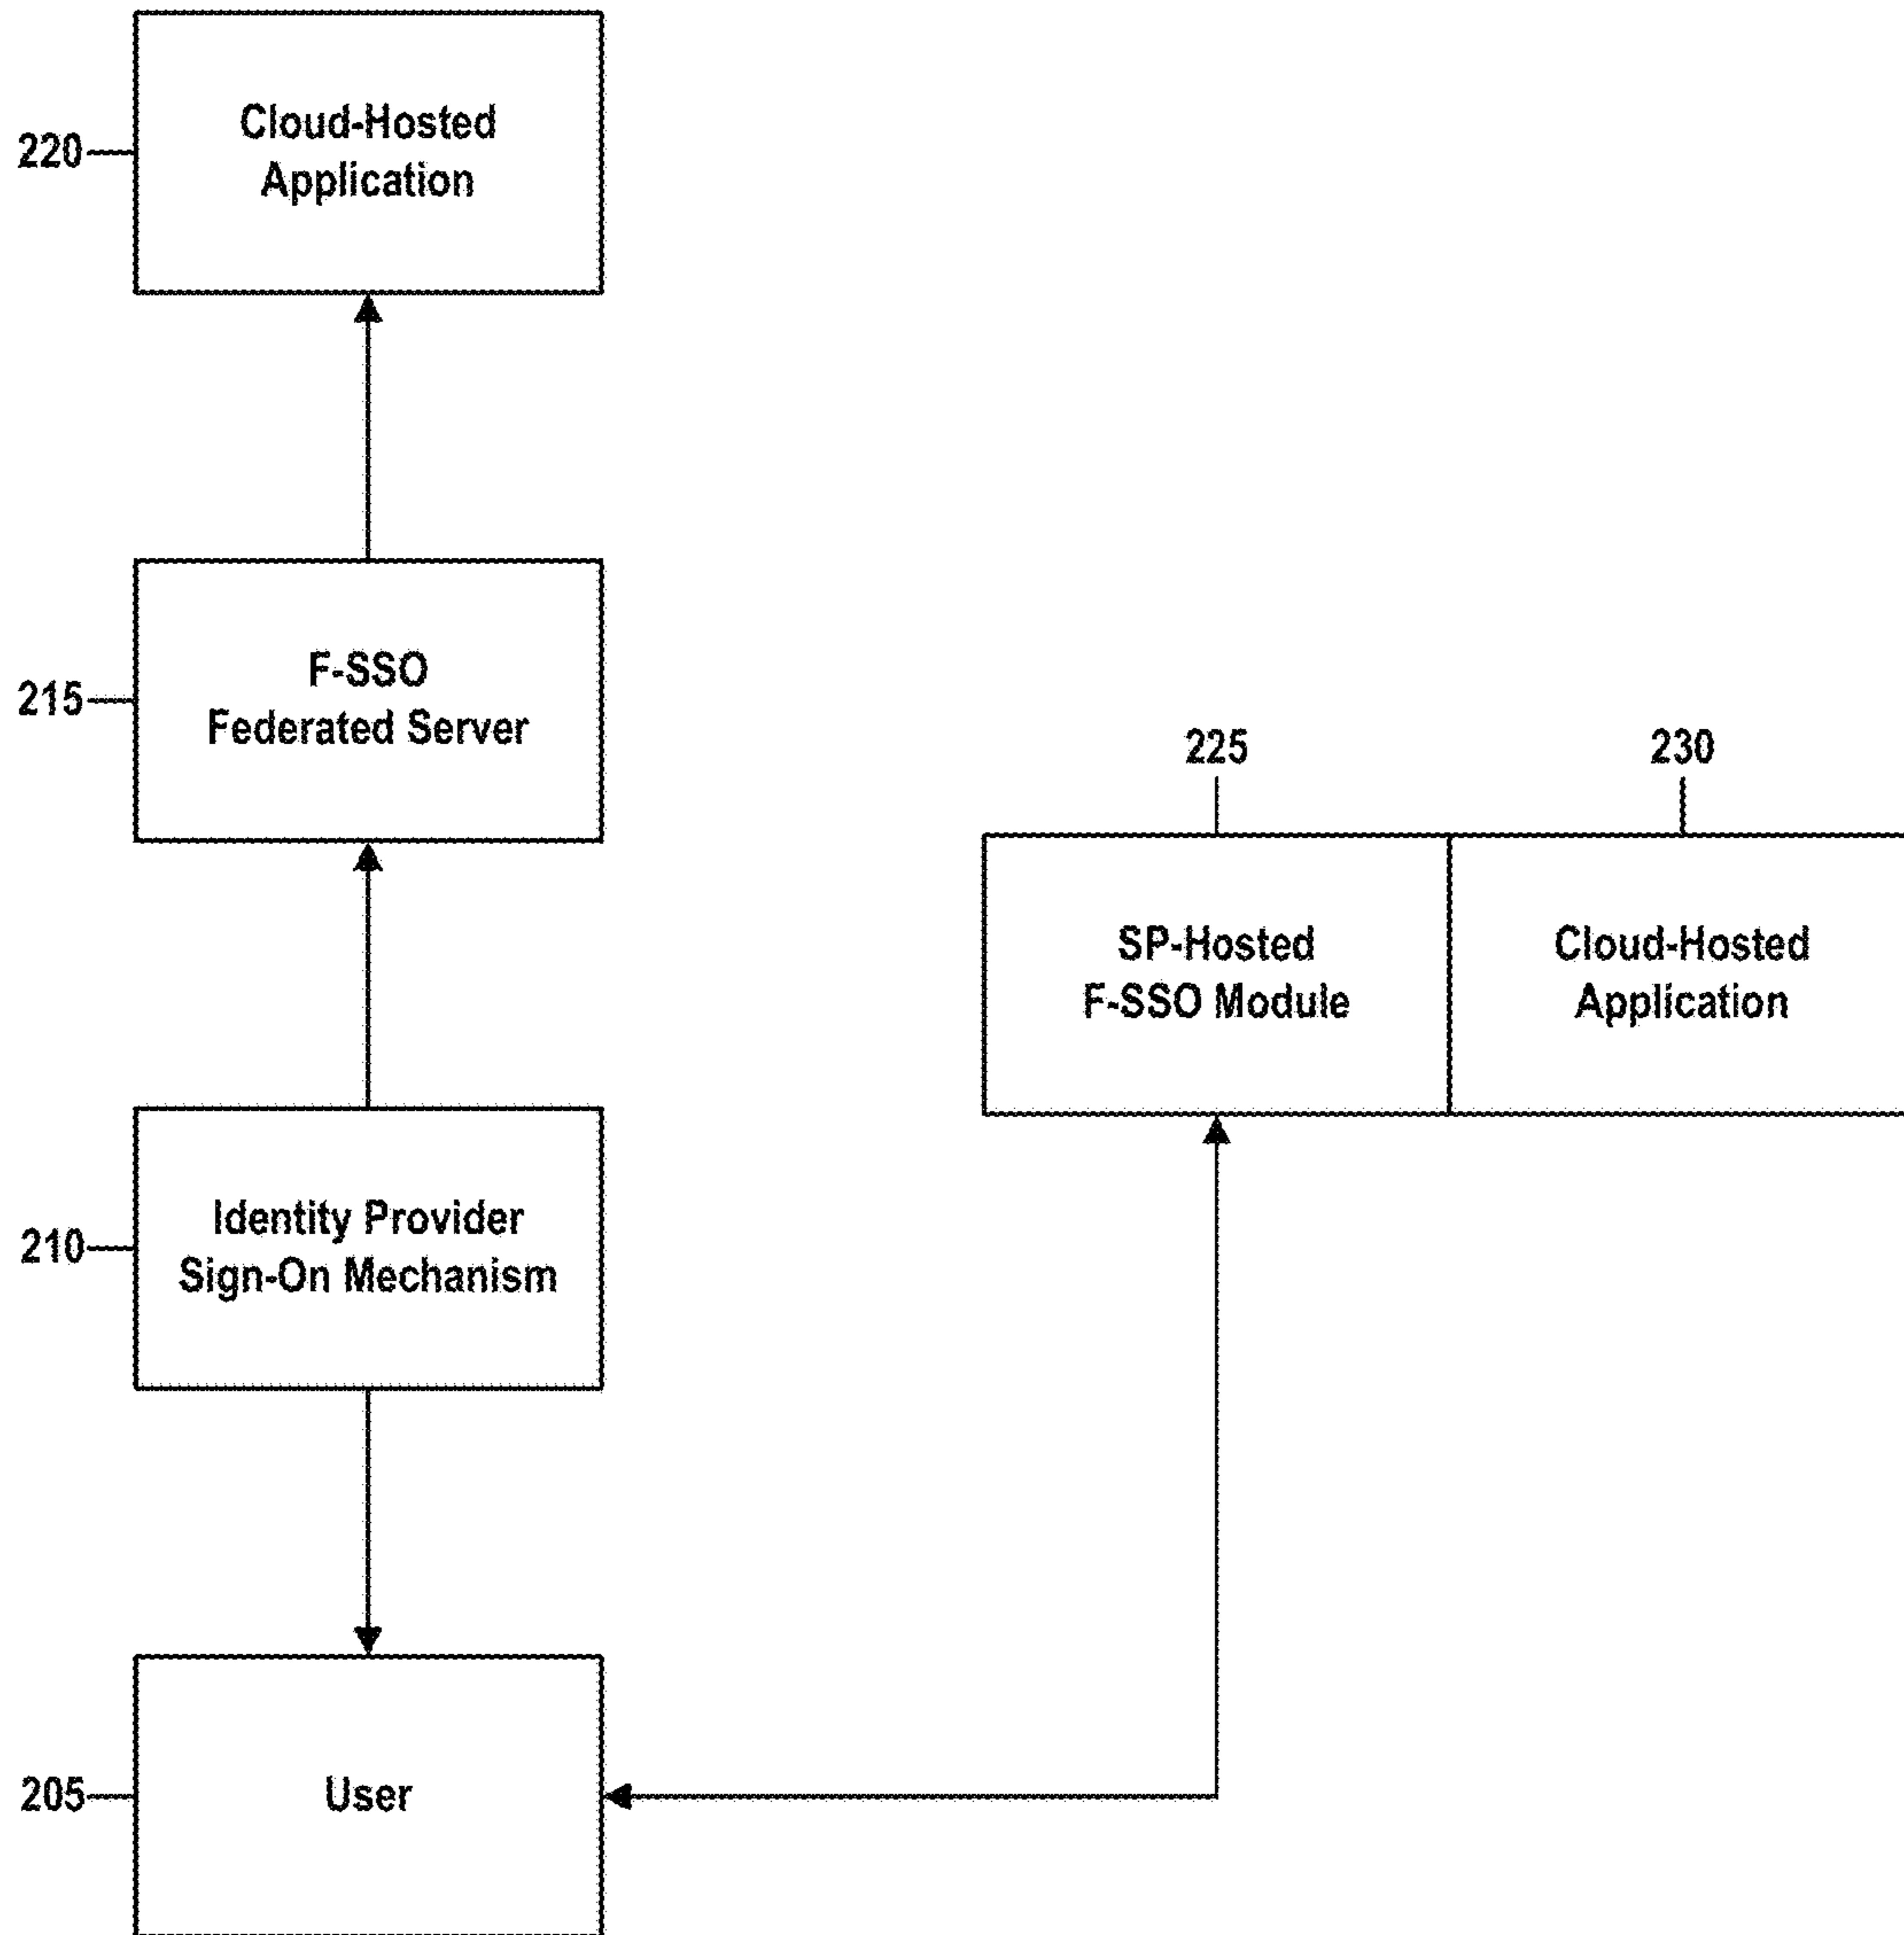 220
Cloud-Hosted
Application
215
F-SSO
Federated Server
225
230
SP-Hosted
F-SSO Module
Cloud-Hosted
Application
210
Identity Provider
Sign-On Mechanism
205
User